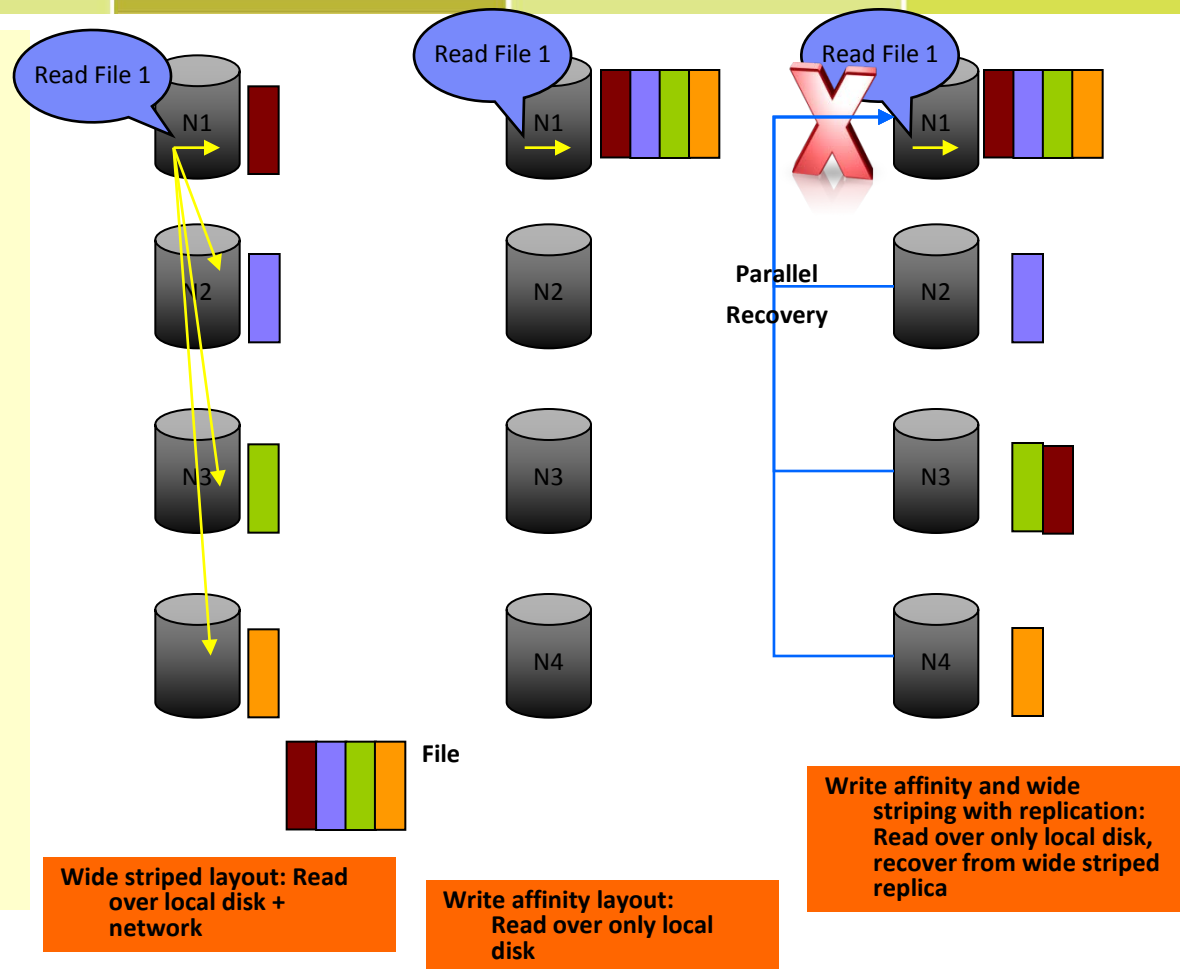 Read File 1
Read File 1
Read File 1
N1
N1
N1
N2
N2
Parallel
Recovery
N2
N3
N3
N3
N4
N4
File
Wide striped layout: Read
over local disk +
network
Write affinity layout:
Read over only local
disk
Write affinity and wide
striping with replication:
Read over only local disk,
recover from wide striped
replica